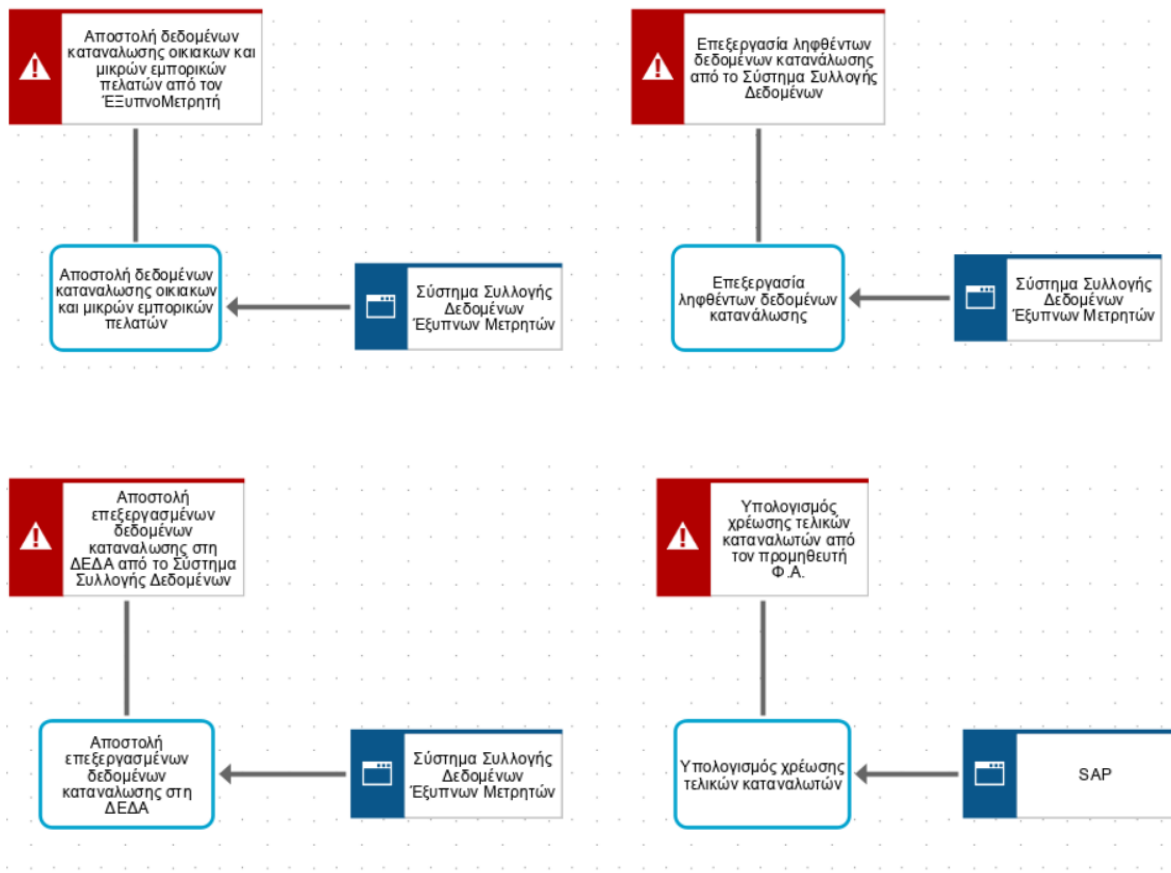 Αποστολή δεδομένων
καταναλωσης οικιακων και
μικρών εμπορικών
πελατών από τον
ΈΞυπνοΜετρητή
Επεξεργασία ληφθέντων
δεδομένων κατανάλωσης
από το Σύστημα Συλλογής
Δεδομένων
Αποστολή δεδομένων
καταναλωσης οικιακων
και μικρών εμπορικών
πελατών
Σύστημα Συλλογής
Δεδομένων
Έξυπνων Μετρητών
Επεξεργασία
ληφθέντων δεδομένων
κατανάλωσης
Σύστημα Συλλογής
Δεδομένων
Έξυπνων Μετρητών
Αποστολή
επεξεργασμένων
δεδομένων
καταναλωσης στη
ΔΕΔΑ από το Σύστημα
Συλλογής Δεδομένων
Υπολογισμός
χρέωσης τελικών
καταναλωτών από
τον προμηθευτή
Φ.Α.
Αποστολή
επεξεργασμένων
δεδομένων
καταναλωσης στη
ΔΕΔΑ
Σύστημα Συλλογής
Δεδομένων
Έξυπνων Μετρητών
Υπολογισμός χρέωσης
τελικών καταναλωτών
SAP